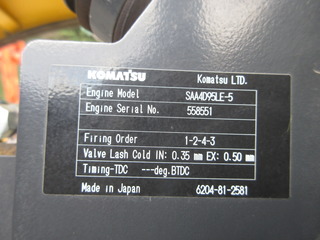 KOMATSU Komatsu LTD.
Engine Model SAA4D95LE-5
Engine Serial No. 558551
Firing Order 1-2-4-3
Valve Lash Cold IN: 0.35 mm EX: 0.50 mm
Timing-TDC ---deg.BTDC
Made in Japan 6204-81-2581